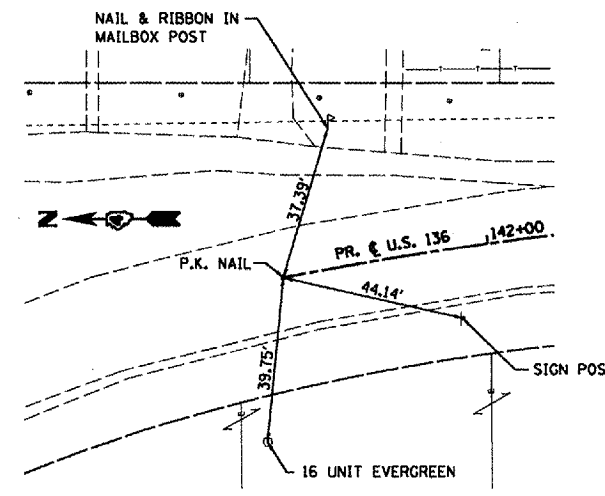 NAIL & RIBBON IN
MAILBOX POST
T T T
37.39'
N
PR. ℄ U.S. 136
142+00
P.K. NAIL
44.14'
39.75'
SIGN POS
16 UNIT EVERGREEN